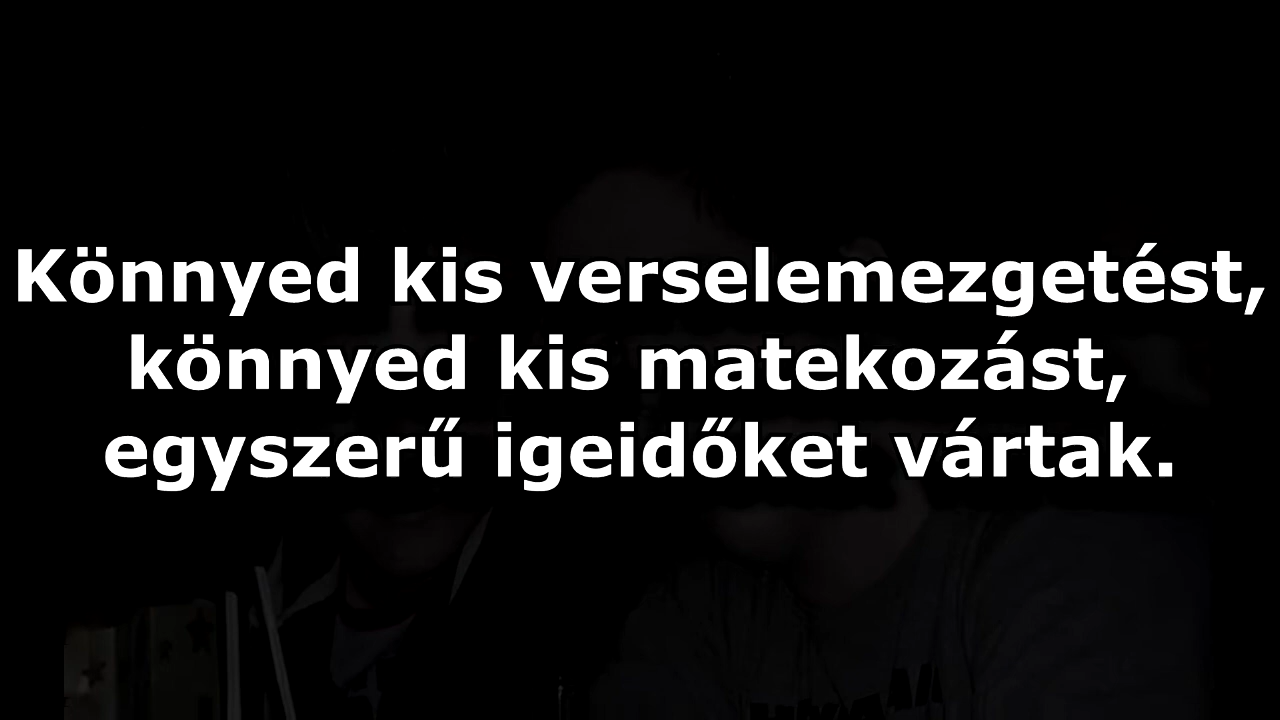 Könnyed kis verselemezgetést,
könnyed kis matekozást,
egyszerű igeidőket vártak.